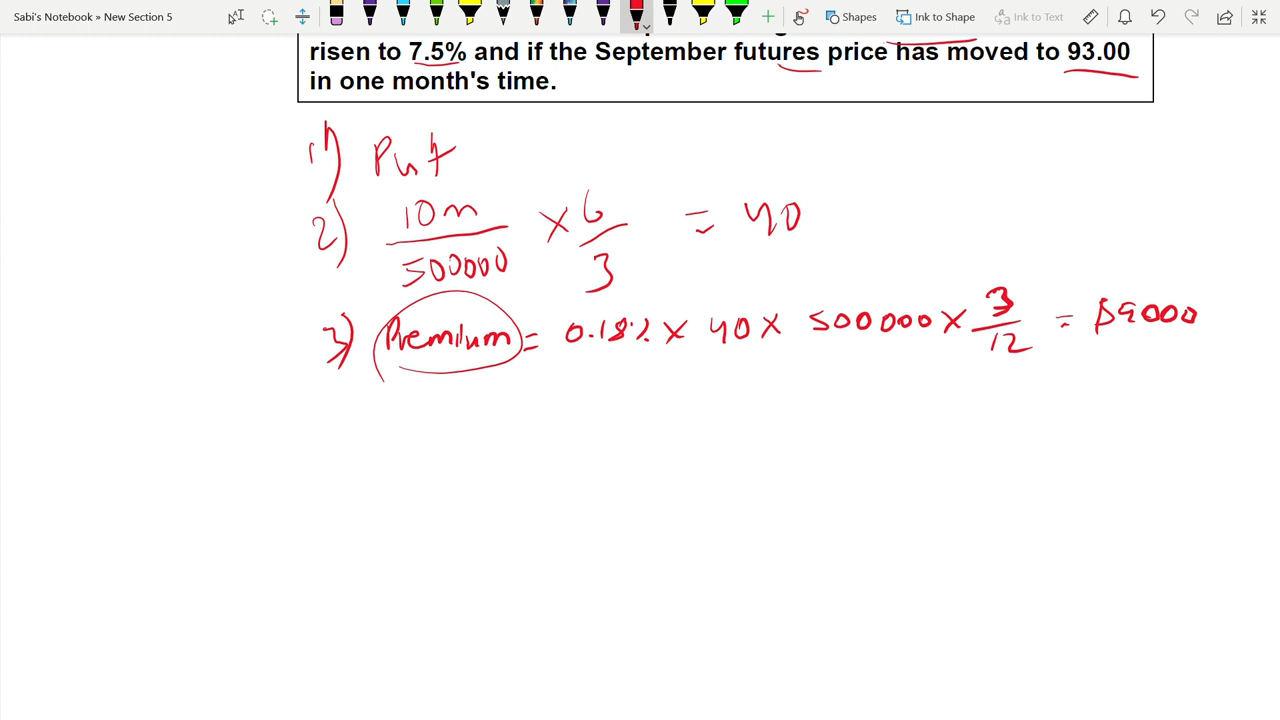 Sabi's Notebook » New Section 5
Shapes Ink to Shape Ink to Text
risen to 7.5% and if the September futures price has moved to 93.00
in one month's time.
1) Put
2) 10m / 500000 × 6 / 3 = 40
3) Premium = 0.18% × 40 × 500000 × 3 / 12 = $9000